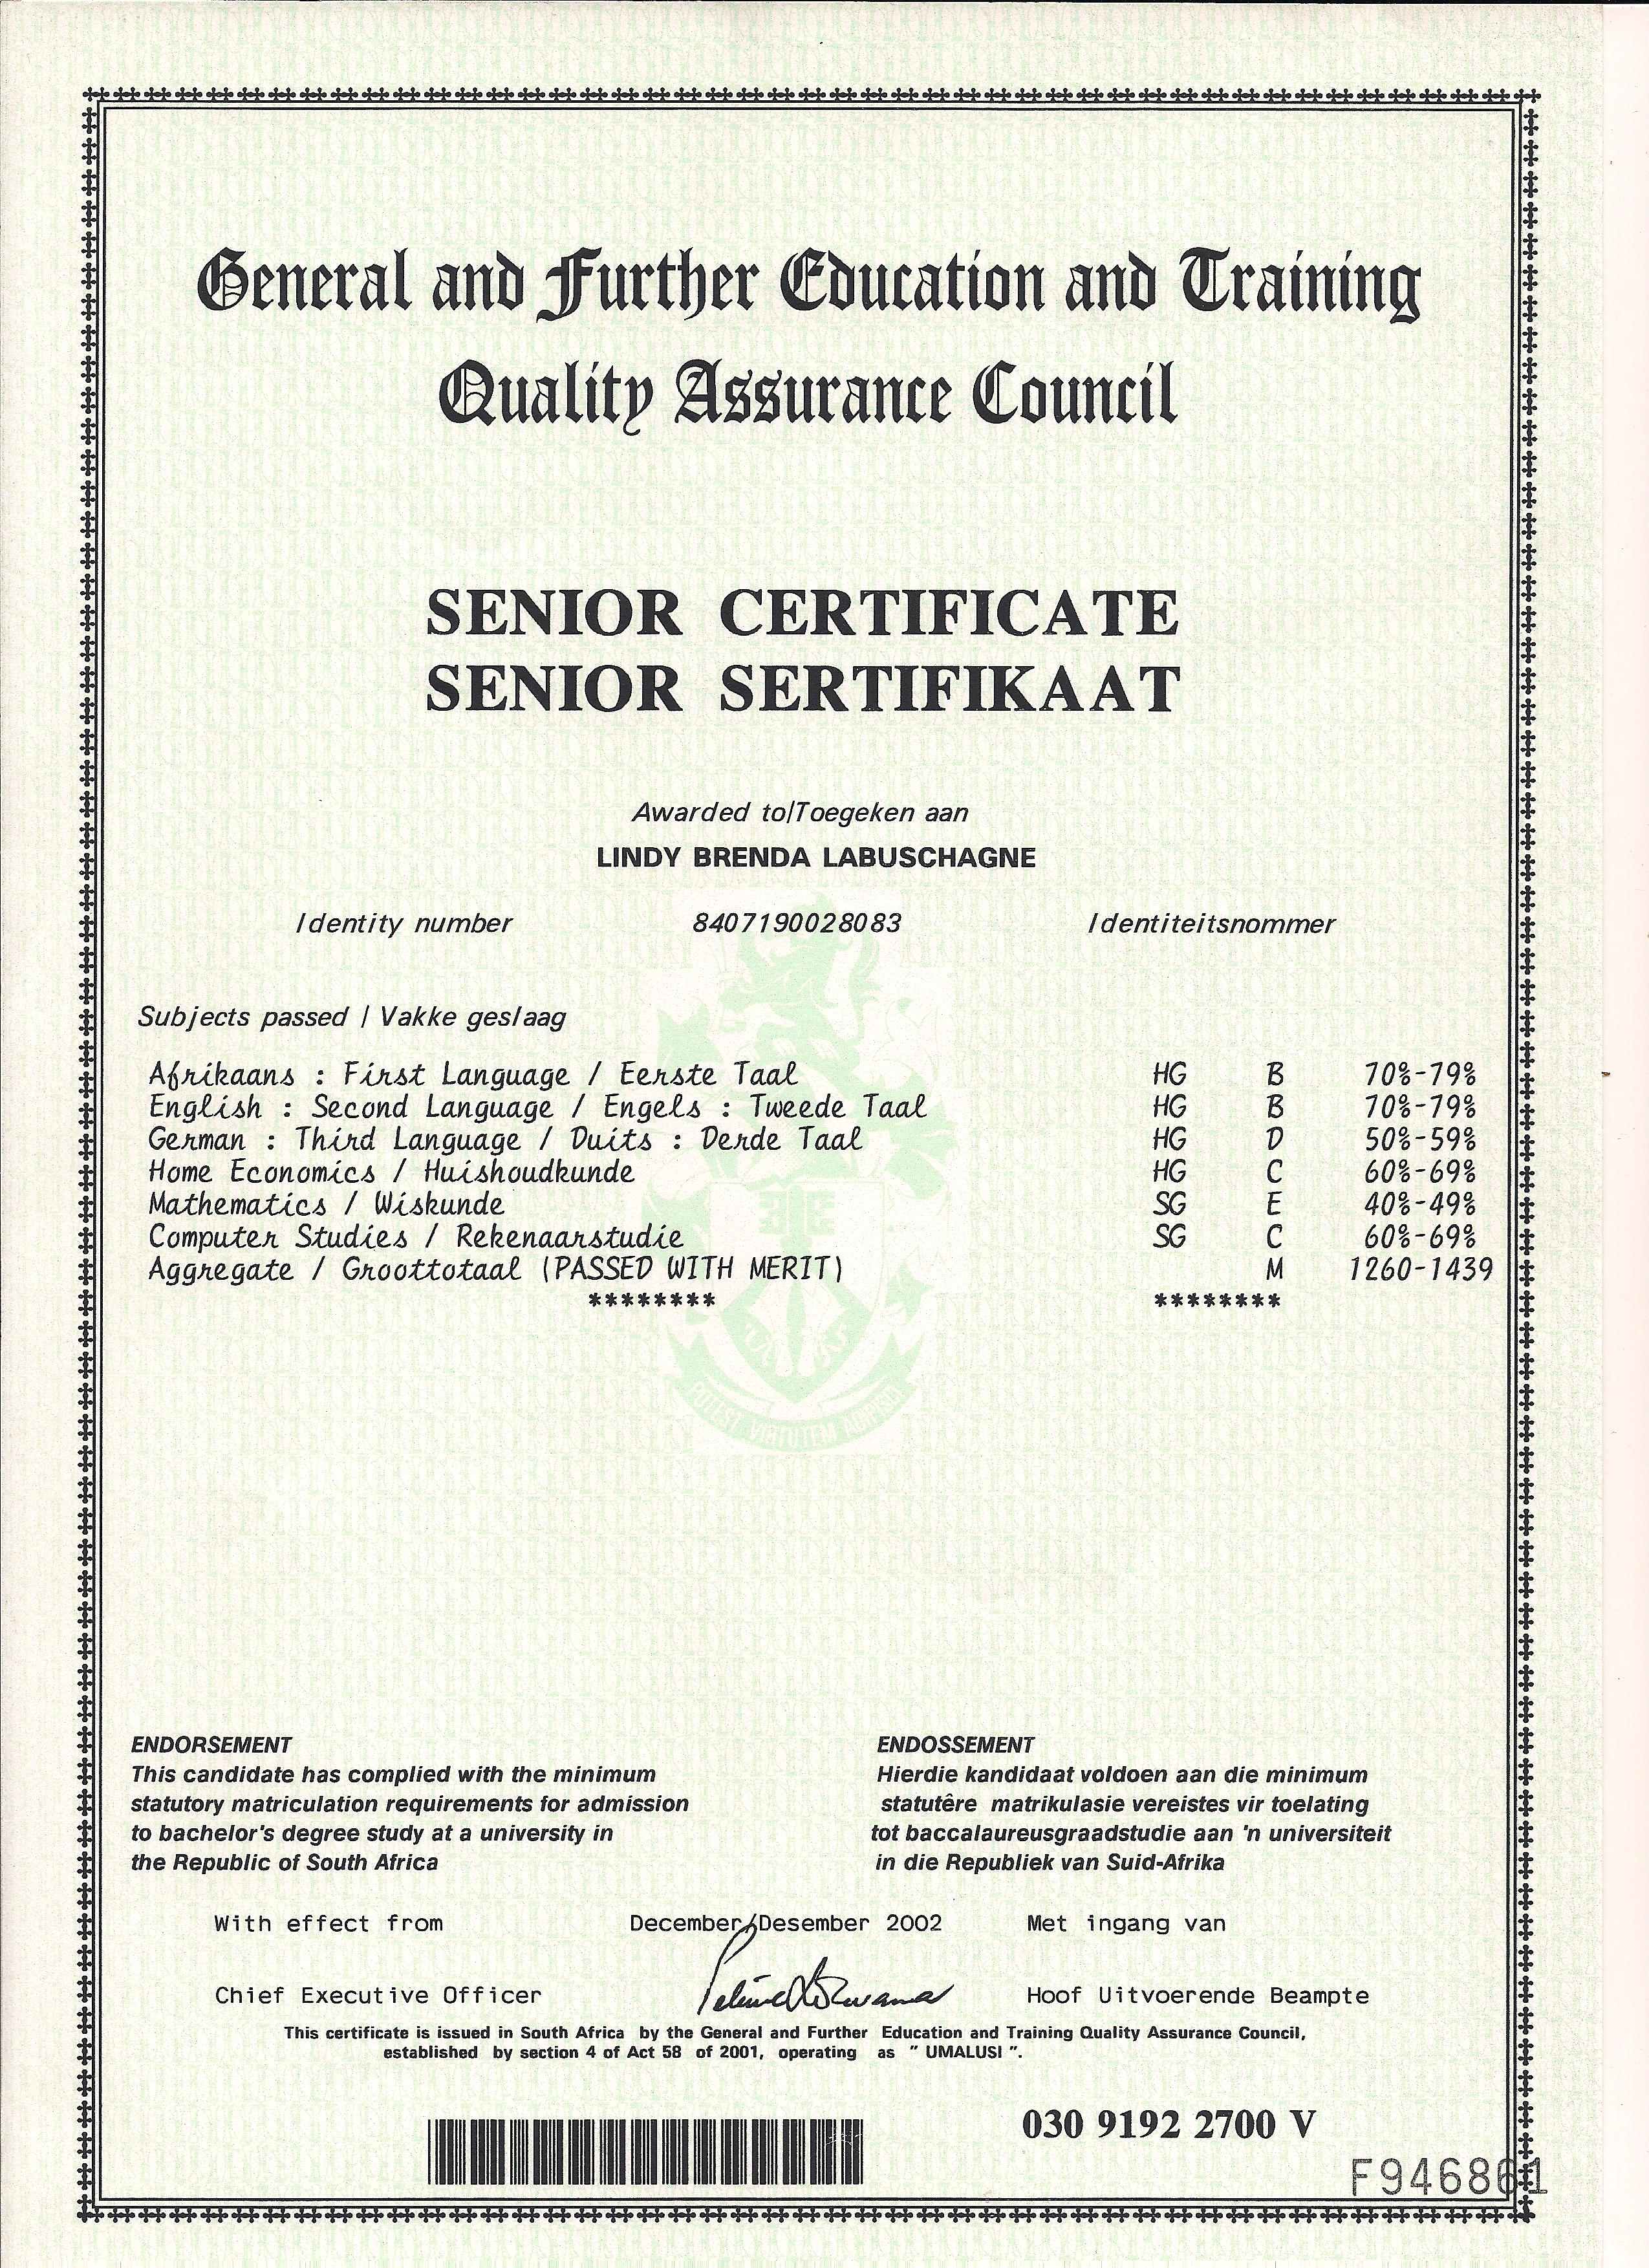 General and Further Education and Training
Quality Assurance Council
SENIOR CERTIFICATE
SENIOR SERTIFIKAAT
Awarded to/Toegeken aan
LINDY BRENDA LABUSCHAGNE
Identity number 8407190028083 Identiteitsnommer
Subjects passed / Vakke geslaag
Afrikaans : First Language / Eerste Taal HG B 70%-79%
English : Second Language / Engels : Tweede Taal HG B 70%-79%
German : Third Language / Duits : Derde Taal HG D 50%-59%
Home Economics / Huishoudkunde HG C 60%-69%
Mathematics / Wiskunde SG E 40%-49%
Computer Studies / Rekenaarstudie SG C 60%-69%
Aggregate / Groottotaal (PASSED WITH MERIT) M 1260-1439
******** ********
ENDORSEMENT
This candidate has complied with the minimum
statutory matriculation requirements for admission
to bachelor's degree study at a university in
the Republic of South Africa
ENDOSSEMENT
Hierdie kandidaat voldoen aan die minimum
statutêre matrikulasie vereistes vir toelating
tot baccalaureusgraadstudie aan 'n universiteit
in die Republiek van Suid-Afrika
With effect from December/Desember 2002 Met ingang van
Chief Executive Officer Hoof Uitvoerende Beampte
This certificate is issued in South Africa by the General and Further Education and Training Quality Assurance Council,
established by section 4 of Act 58 of 2001, operating as " UMALUSI ".
030 9192 2700 V
F946861